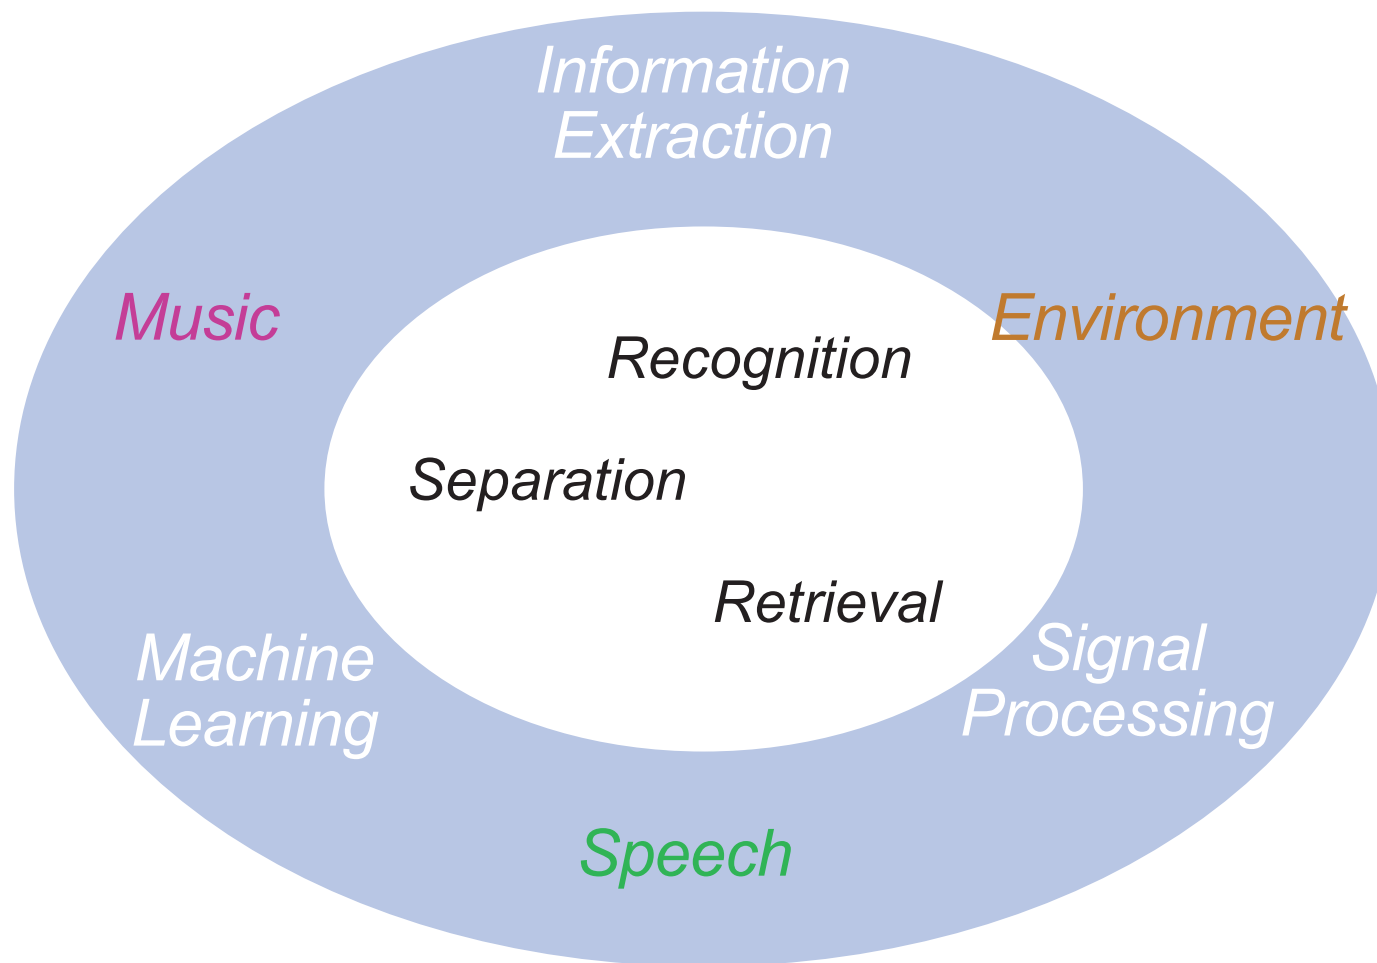 Information
Extraction
Music
Environment
Recognition
Separation
Retrieval
Machine
Learning
Signal
Processing
Speech